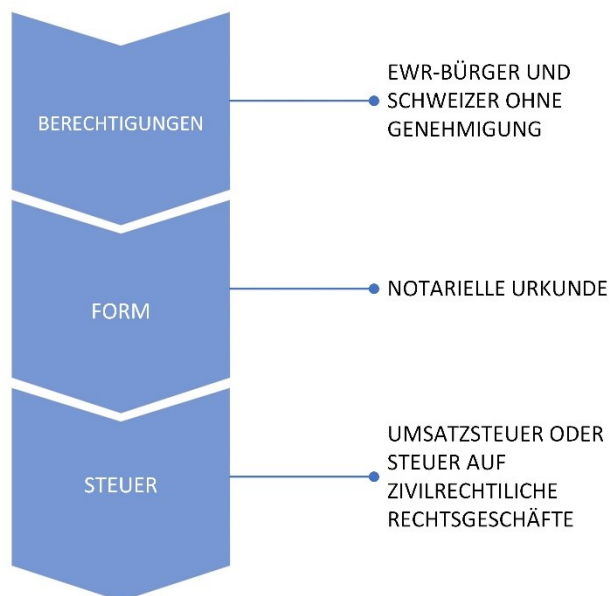 BERECHTIGUNGEN
EWR-BÜRGER UND
SCHWEIZER OHNE
GENEHMIGUNG
FORM
NOTARIELLE URKUNDE
STEUER
UMSATZSTEUER ODER
STEUER AUF
ZIVILRECHTILICHE
RECHTSGESCHÄFTE